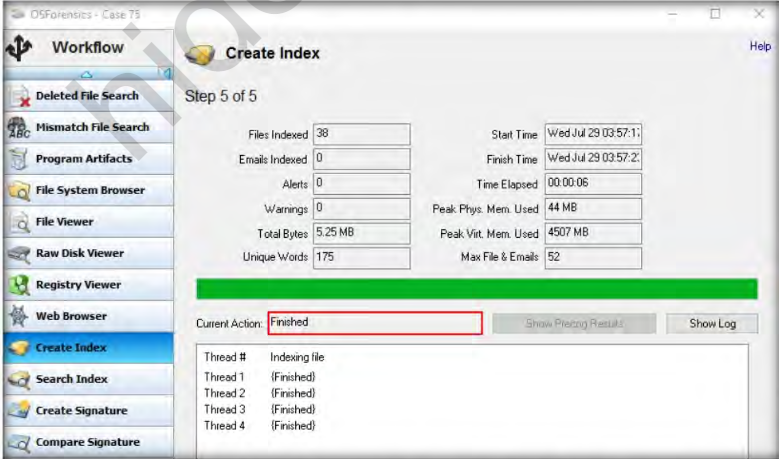 OSForensics - Case 75
Workflow
Create Index
Help
Deleted File Search
Step 5 of 5
Mismatch File Search
Files Indexed 38 Start Time Wed Jul 29 03:57:1
Program Artifacts
Emails Indexed 0 Finish Time Wed Jul 29 03:57:2
File System Browser
Alerts 0 Time Elapsed 00:00:06
File Viewer
Warnings 0 Peak Phys. Mem. Used 44 MB
Raw Disk Viewer
Total Bytes 5.25 MB Peak Virt. Mem. Used 4507 MB
Unique Words 175 Max File & Emails 52
Registry Viewer
Web Browser
Current Action: Finished Show Results Show Log
Create Index
Thread # Indexing file
Search Index
Thread 1 {Finished}
Thread 2 {Finished}
Create Signature
Thread 3 {Finished}
Thread 4 {Finished}
Compare Signature